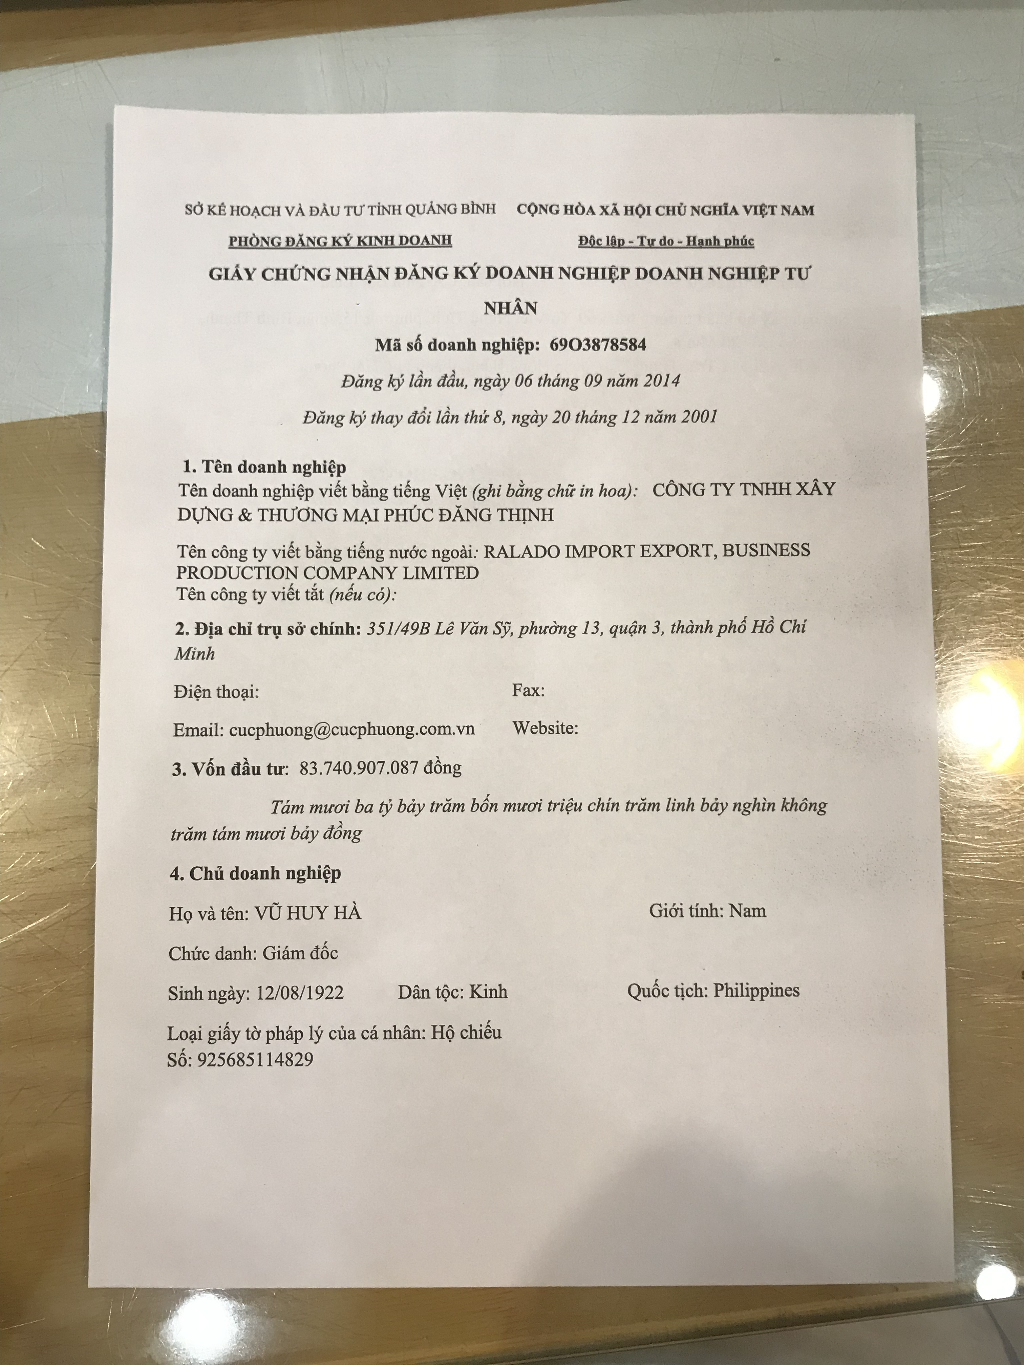 SỞ KẾ HOẠCH VÀ ĐẦU TƯ TỈNH QUẢNG BÌNH CỘNG HÒA XÃ HỘI CHỦ NGHĨA VIỆT NAM
PHÒNG ĐĂNG KÝ KINH DOANH Độc lập - Tự do - Hạnh phúc
GIẤY CHỨNG NHẬN ĐĂNG KÝ DOANH NGHIỆP DOANH NGHIỆP TƯ
NHÂN
Mã số doanh nghiệp: 69O3878584
Đăng ký lần đầu, ngày 06 tháng 09 năm 2014
Đăng ký thay đổi lần thứ 8, ngày 20 tháng 12 năm 2001
1. Tên doanh nghiệp
Tên doanh nghiệp viết bằng tiếng Việt (ghi bằng chữ in hoa): CÔNG TY TNHH XÂY
DỰNG & THƯƠNG MẠI PHÚC ĐĂNG THỊNH
Tên công ty viết bằng tiếng nước ngoài: RALADO IMPORT EXPORT, BUSINESS
PRODUCTION COMPANY LIMITED
Tên công ty viết tắt (nếu có):
2. Địa chỉ trụ sở chính: 351/49B Lê Văn Sỹ, phường 13, quận 3, thành phố Hồ Chí
Minh
Điện thoại: Fax:
Email: cucphuong@cucphuong.com.vn Website:
3. Vốn đầu tư: 83.740.907.087 đồng
Tám mươi ba tỷ bảy trăm bốn mươi triệu chín trăm linh bảy nghìn không
trăm tám mươi bảy đồng
4. Chủ doanh nghiệp
Họ và tên: VŨ HUY HÀ Giới tính: Nam
Chức danh: Giám đốc
Sinh ngày: 12/08/1922 Dân tộc: Kinh Quốc tịch: Philippines
Loại giấy tờ pháp lý của cá nhân: Hộ chiếu
Số: 925685114829